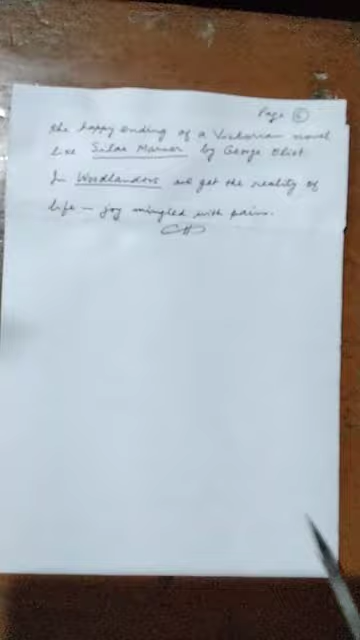 Page 6
the happy ending of a Victorian novel
like Silas Marner by George Eliot.
In Woodlanders we get the reality of
life — joy mingled with pain.